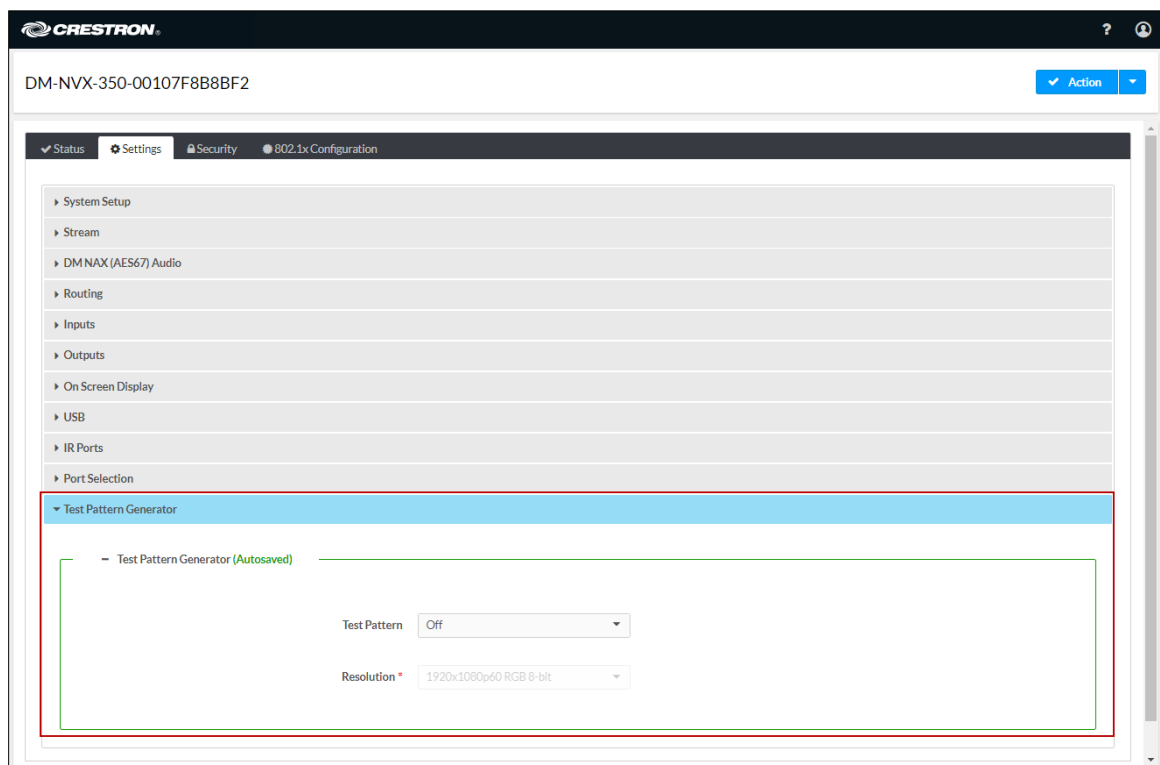 CRESTRON®
?
DM-NVX-350-00107F8B8BF2
Action
Status Settings Security 802.1x Configuration
System Setup
Stream
DM NAX (AES67) Audio
Routing
Inputs
Outputs
On Screen Display
USB
IR Ports
Port Selection
Test Pattern Generator
Test Pattern Generator (Autosaved)
Test Pattern Off
Resolution * 1920x1080p60 RGB 8-bit